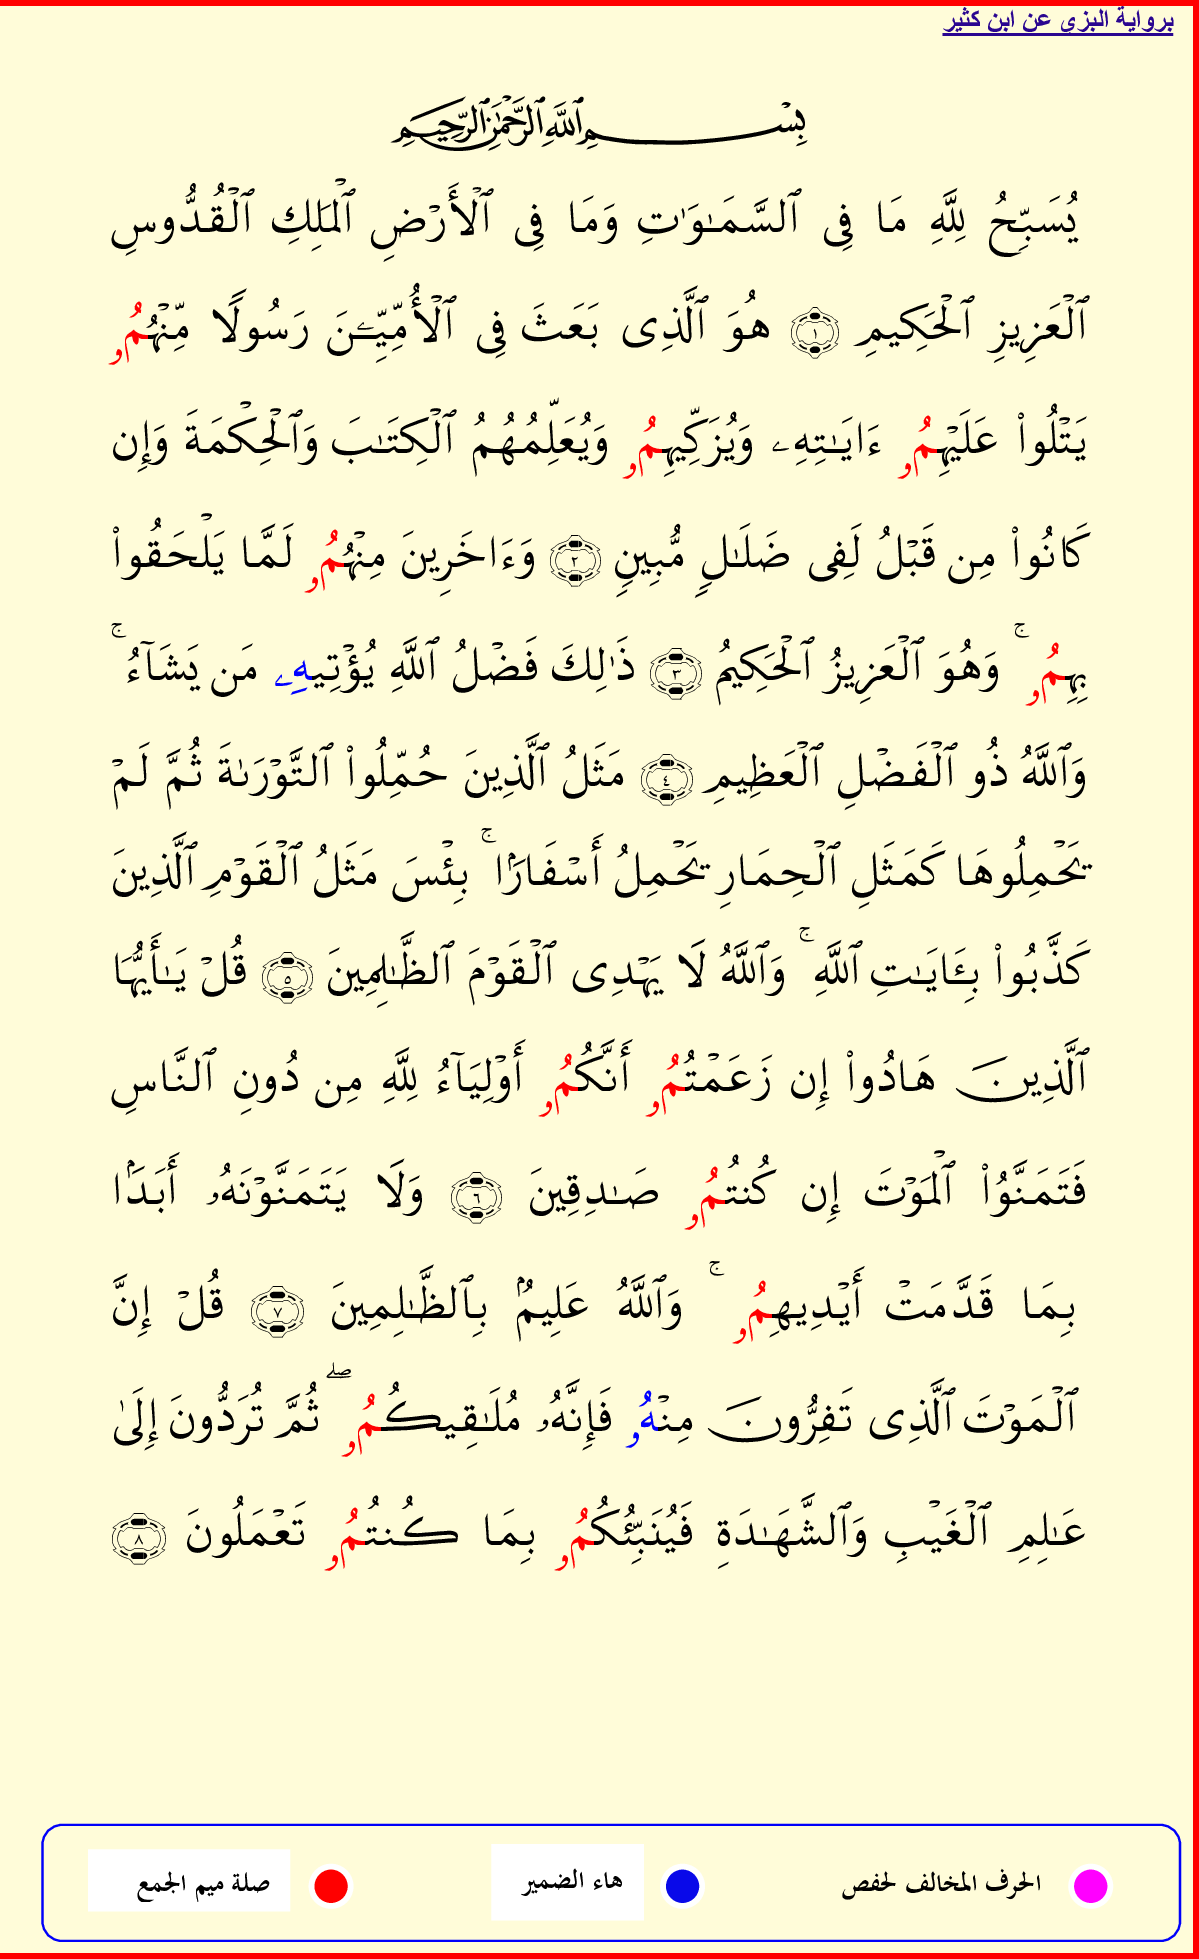 برواية البزي عن ابن كثير
بِسْمِ ٱللَّهِ ٱلرَّحْمَٰنِ ٱلرَّحِيمِ
يُسَبِّحُ لِلَّهِ مَا فِى ٱلسَّمَـٰوَٰتِ وَمَا فِى ٱلْأَرْضِ ٱلْمَلِكِ ٱلْقُدُّوسِ
ٱلْعَزِيزِ ٱلْحَكِيمِ ١ هُوَ ٱلَّذِى بَعَثَ فِى ٱلْأُمِّيِّـۧنَ رَسُولًا مِّنْهُمُۥ
يَتْلُوا۟ عَلَيْهِمُۥ ءَايَـٰتِهِۦ وَيُزَكِّيهِمُۥ وَيُعَلِّمُهُمُ ٱلْكِتَـٰبَ وَٱلْحِكْمَةَ وَإِن
كَانُوا۟ مِن قَبْلُ لَفِى ضَلَـٰلٍ مُّبِينٍ ٢ وَءَاخَرِينَ مِنْهُمُۥ لَمَّا يَلْحَقُوا۟
بِهِمُۥ ۚ وَهُوَ ٱلْعَزِيزُ ٱلْحَكِيمُ ٣ ذَٰلِكَ فَضْلُ ٱللَّهِ يُؤْتِيهِۦ مَن يَشَآءُ ۚ
وَٱللَّهُ ذُو ٱلْفَضْلِ ٱلْعَظِيمِ ٤ مَثَلُ ٱلَّذِينَ حُمِّلُوا۟ ٱلتَّوْرَىٰةَ ثُمَّ لَمْ
يَحْمِلُوهَا كَمَثَلِ ٱلْحِمَارِ يَحْمِلُ أَسْفَارًۢا ۚ بِئْسَ مَثَلُ ٱلْقَوْمِ ٱلَّذِينَ
كَذَّبُوا۟ بِـَٔايَـٰتِ ٱللَّهِ ۚ وَٱللَّهُ لَا يَهْدِى ٱلْقَوْمَ ٱلظَّـٰلِمِينَ ٥ قُلْ يَـٰٓأَيُّهَا
ٱلَّذِينَ هَادُوا۟ إِن زَعَمْتُمُۥ أَنَّكُمُۥ أَوْلِيَآءُ لِلَّهِ مِن دُونِ ٱلنَّاسِ
فَتَمَنَّوُا۟ ٱلْمَوْتَ إِن كُنتُمُۥ صَـٰدِقِينَ ٦ وَلَا يَتَمَنَّوْنَهُۥ أَبَدًۢا
بِمَا قَدَّمَتْ أَيْدِيهِمُۥ ۚ وَٱللَّهُ عَلِيمٌۢ بِٱلظَّـٰلِمِينَ ٧ قُلْ إِنَّ
ٱلْمَوْتَ ٱلَّذِى تَفِرُّونَ مِنْهُۥ فَإِنَّهُۥ مُلَـٰقِيكُمُۥ ۖ ثُمَّ تُرَدُّونَ إِلَىٰ
عَـٰلِمِ ٱلْغَيْبِ وَٱلشَّهَـٰدَةِ فَيُنَبِّئُكُمُۥ بِمَا كُنتُمُۥ تَعْمَلُونَ ٨
الحرف المخالف لحفص هاء الضمير صلة ميم الجمع